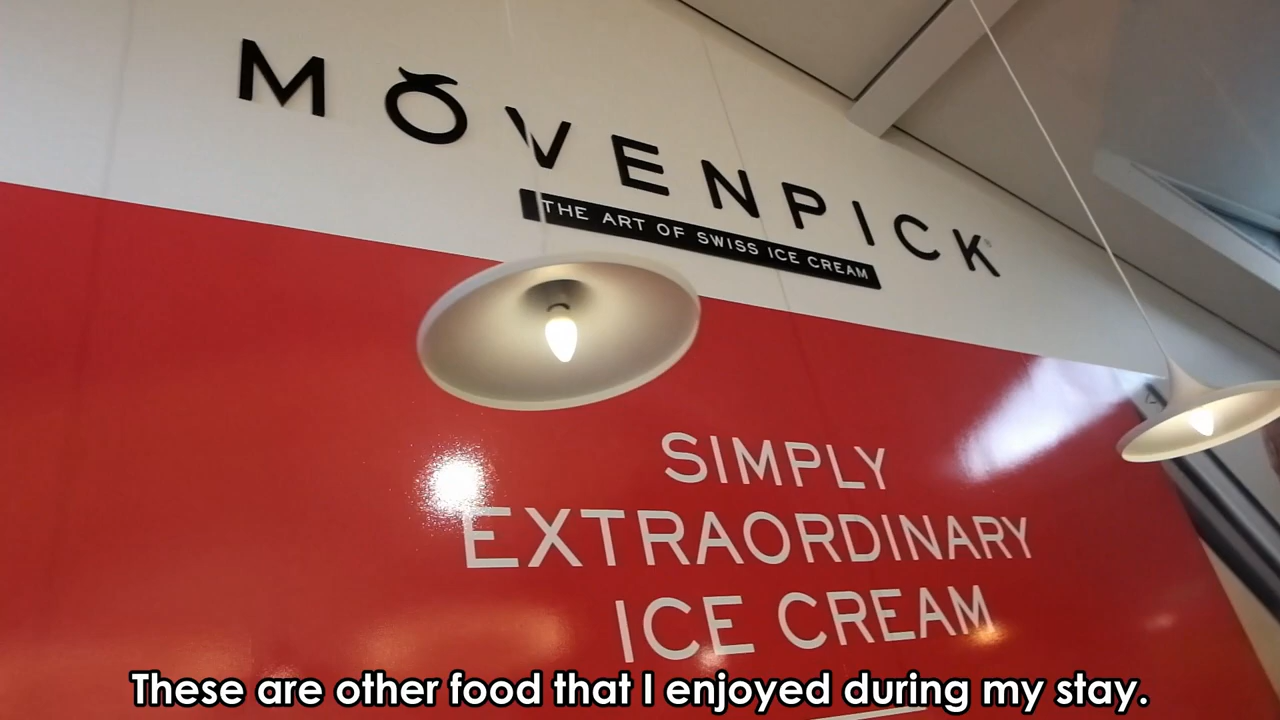 MÖVENPICK®
THE ART OF SWISS ICE CREAM
SIMPLY
EXTRAORDINARY
ICE CREAM
These are other food that I enjoyed during my stay.